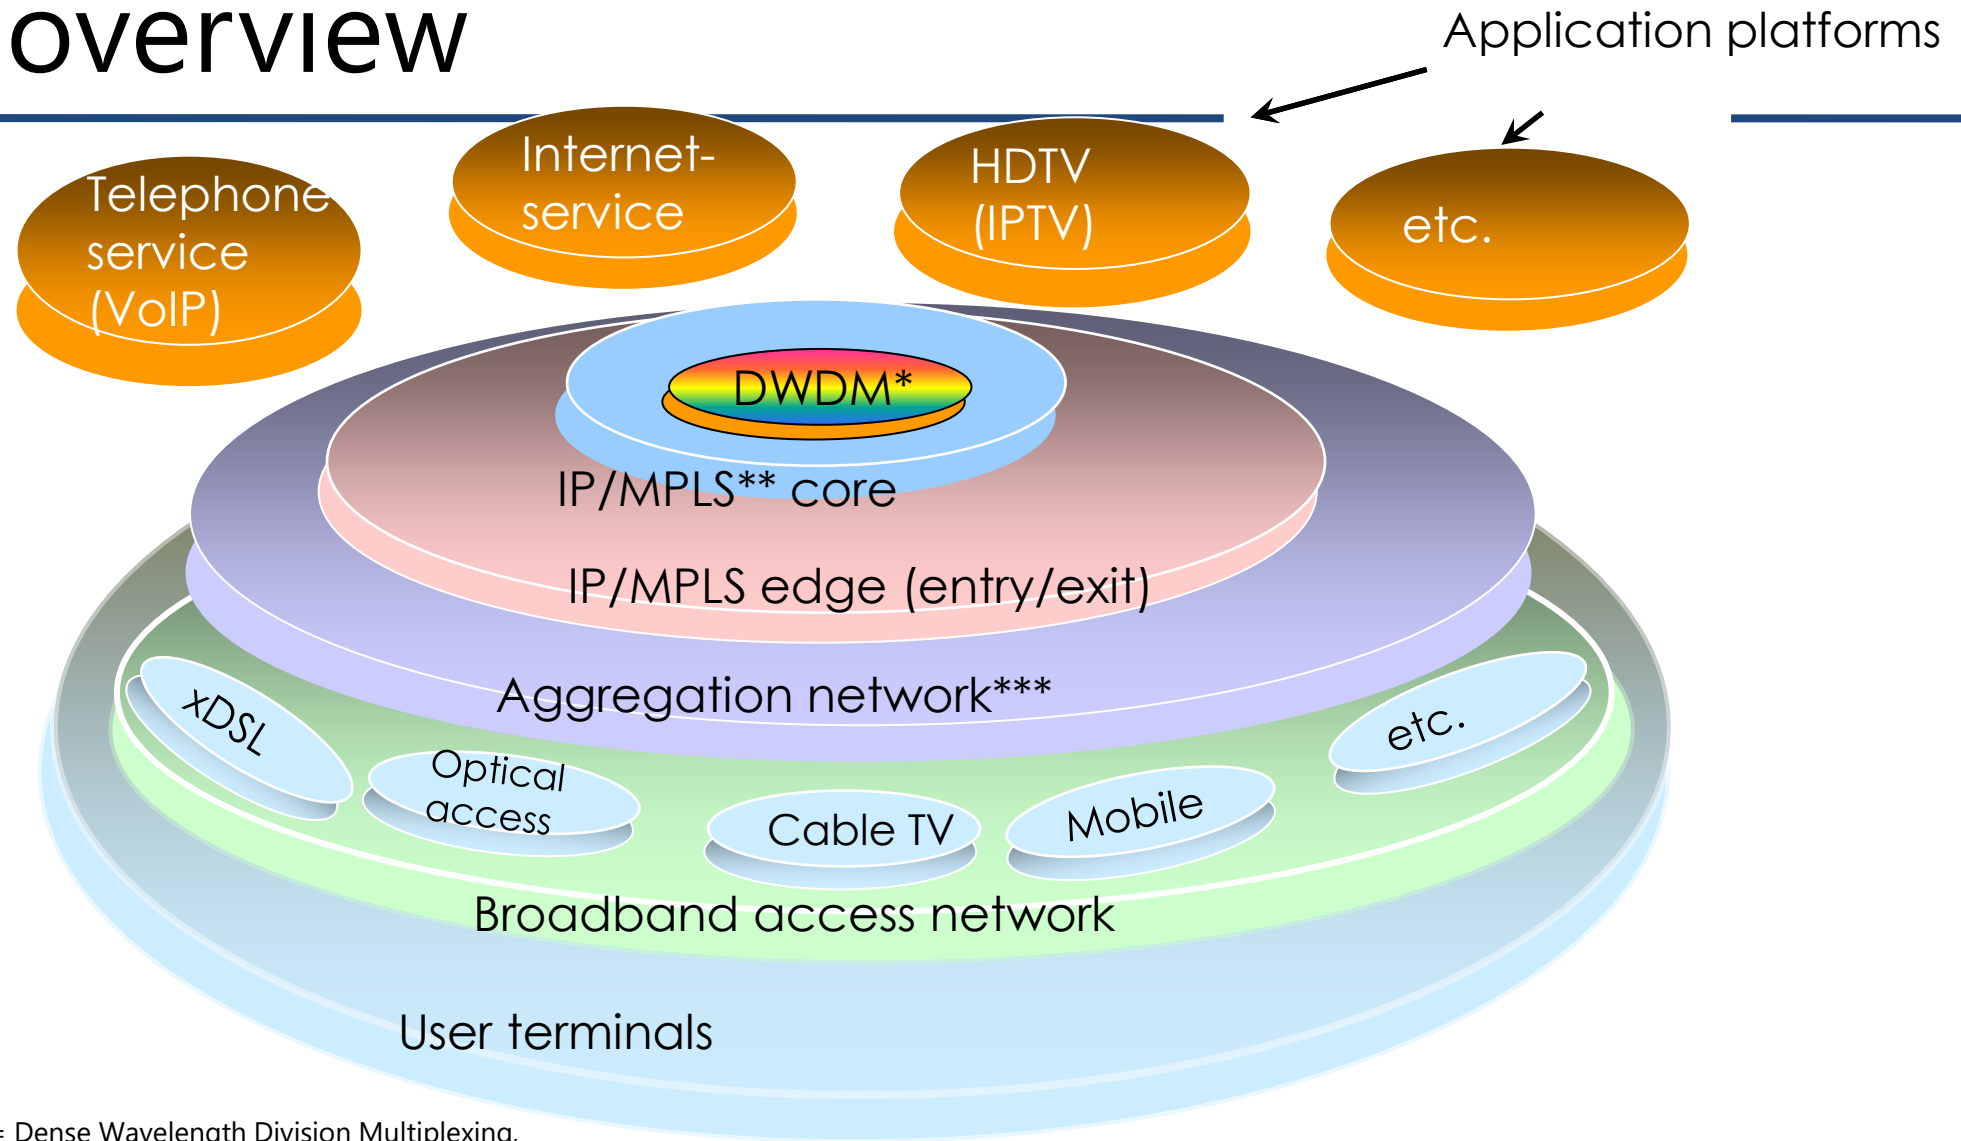 overview
Application platforms
Telephone
service
(VoIP)
Internet-
service
HDTV
(IPTV)
etc.
DWDM*
IP/MPLS** core
IP/MPLS edge (entry/exit)
Aggregation network***
xDSL
Optical
access
Cable TV
Mobile
etc.
Broadband access network
User terminals
= Dense Wavelength Division Multiplexing,